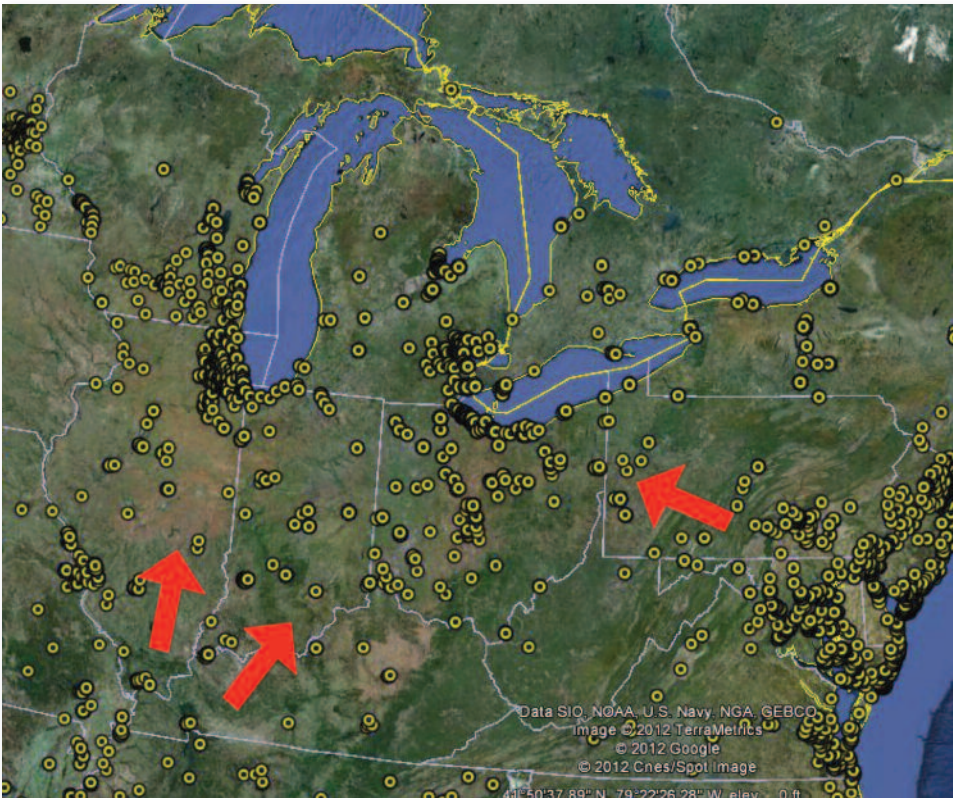 Data SIO, NOAA, U.S. Navy, NGA, GEBCO
Image © 2012 TerraMetrics
© 2012 Google
© 2012 Cnes/Spot Image
41°50'37.89" N 79°22'26.28" W elev 0 ft